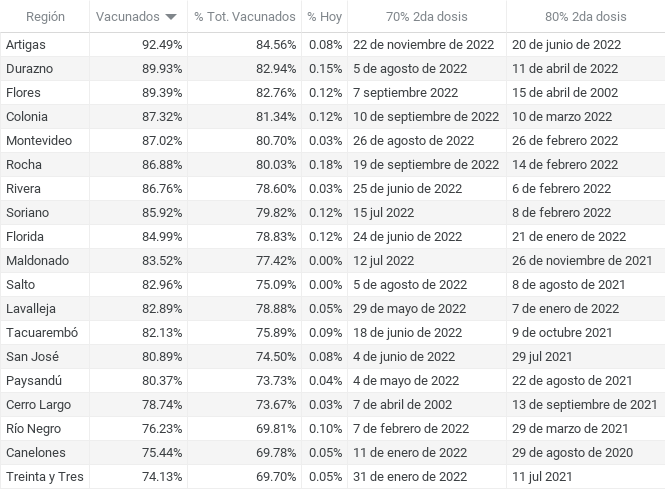 Región Vacunados % Tot. Vacunados % Hoy 70% 2da dosis 80% 2da dosis
Artigas 92.49% 84.56% 0.08% 22 de noviembre de 2022 20 de junio de 2022
Durazno 89.93% 82.94% 0.15% 5 de agosto de 2022 11 de abril de 2022
Flores 89.39% 82.76% 0.12% 7 septiembre 2022 15 de abril de 2002
Colonia 87.32% 81.34% 0.12% 10 de septiembre de 2022 10 de marzo 2022
Montevideo 87.02% 80.70% 0.03% 26 de agosto de 2022 26 de febrero 2022
Rocha 86.88% 80.03% 0.18% 19 de septiembre de 2022 14 de febrero 2022
Rivera 86.76% 78.60% 0.03% 25 de junio de 2022 6 de febrero 2022
Soriano 85.92% 79.82% 0.12% 15 jul 2022 8 de febrero 2022
Florida 84.99% 78.83% 0.12% 24 de junio de 2022 21 de enero de 2022
Maldonado 83.52% 77.42% 0.00% 12 jul 2022 26 de noviembre de 2021
Salto 82.96% 75.09% 0.00% 5 de agosto de 2022 8 de agosto de 2021
Lavalleja 82.89% 78.88% 0.05% 29 de mayo de 2022 7 de enero de 2022
Tacuarembó 82.13% 75.89% 0.09% 18 de junio de 2022 9 de octubre 2021
San José 80.89% 74.50% 0.08% 4 de junio de 2022 29 jul 2021
Paysandú 80.37% 73.73% 0.04% 4 de mayo de 2022 22 de agosto de 2021
Cerro Largo 78.74% 73.67% 0.03% 7 de abril de 2002 13 de septiembre de 2021
Río Negro 76.23% 69.81% 0.10% 7 de febrero de 2022 29 de marzo de 2021
Canelones 75.44% 69.78% 0.05% 11 de enero de 2022 29 de agosto de 2020
Treinta y Tres 74.13% 69.70% 0.05% 31 de enero de 2022 11 jul 2021